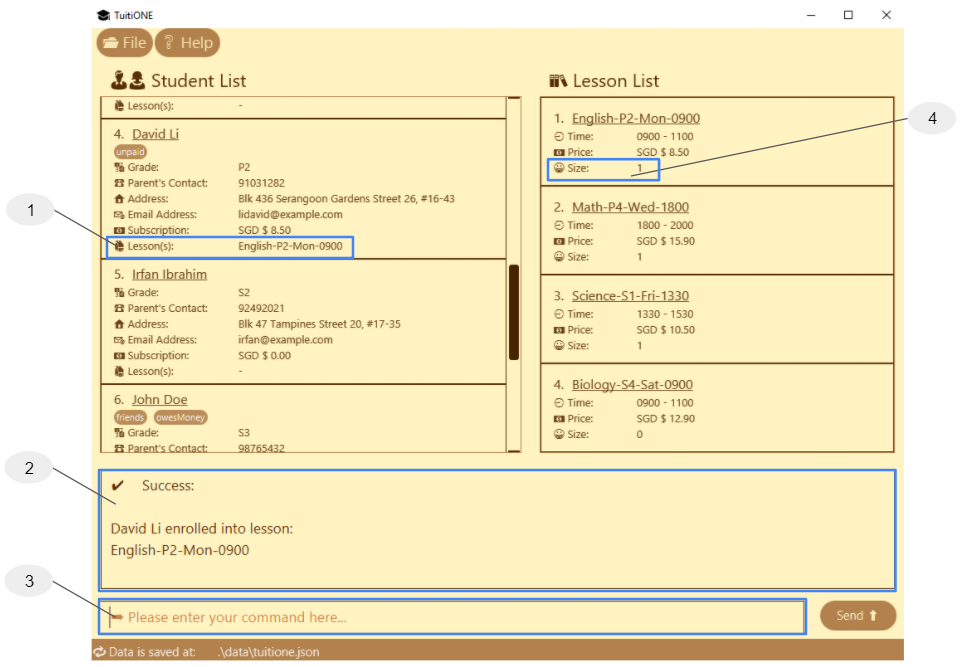 TuitiONE
File
Help
Student List
Lesson(s): -
4. David Li
unpaid
Grade: P2
Parent's Contact: 91031282
Address: Blk 436 Serangoon Gardens Street 26, #16-43
Email Address: lidavid@example.com
Subscription: SGD $ 8.50
Lesson(s): English-P2-Mon-0900
5. Irfan Ibrahim
Grade: S2
Parent's Contact: 92492021
Address: Blk 47 Tampines Street 20, #17-35
Email Address: irfan@example.com
Subscription: SGD $ 0.00
Lesson(s): -
6. John Doe
friends owesMoney
Grade: S3
Parent's Contact: 98765432
Lesson List
1. English-P2-Mon-0900
Time: 0900 - 1100
Price: SGD $ 8.50
Size: 1
2. Math-P4-Wed-1800
Time: 1800 - 2000
Price: SGD $ 15.90
Size: 1
3. Science-S1-Fri-1330
Time: 1330 - 1530
Price: SGD $ 10.50
Size: 1
4. Biology-S4-Sat-0900
Time: 0900 - 1100
Price: SGD $ 12.90
Size: 0
Success:
David Li enrolled into lesson:
English-P2-Mon-0900
Please enter your command here...
Send
Data is saved at: .\data\tuitione.json
1
2
3
4